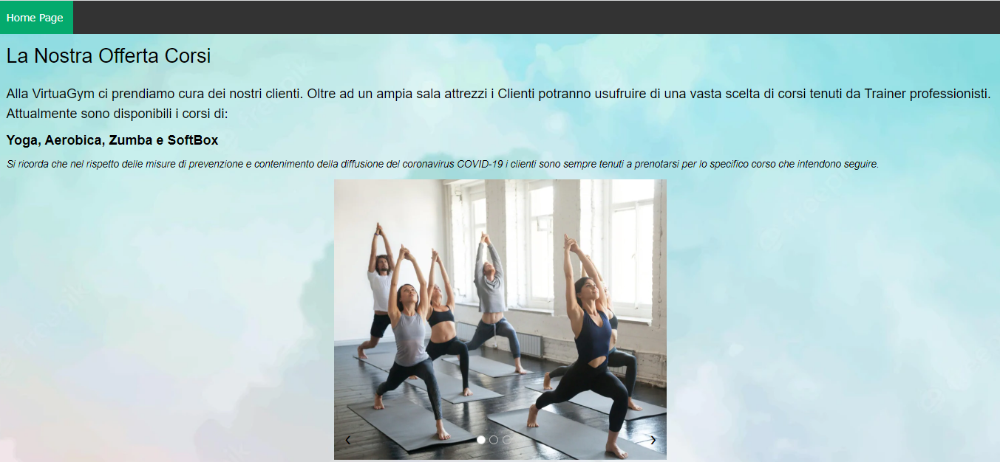 Home Page
La Nostra Offerta Corsi
Alla VirtuaGym ci prendiamo cura dei nostri clienti. Oltre ad un ampia sala attrezzi i Clienti potranno usufruire di una vasta scelta di corsi tenuti da Trainer professionisti.
Attualmente sono disponibili i corsi di:
Yoga, Aerobica, Zumba e SoftBox
Si ricorda che nel rispetto delle misure di prevenzione e contenimento della diffusione del coronavirus COVID-19 i clienti sono sempre tenuti a prenotarsi per lo specifico corso che intendono seguire.